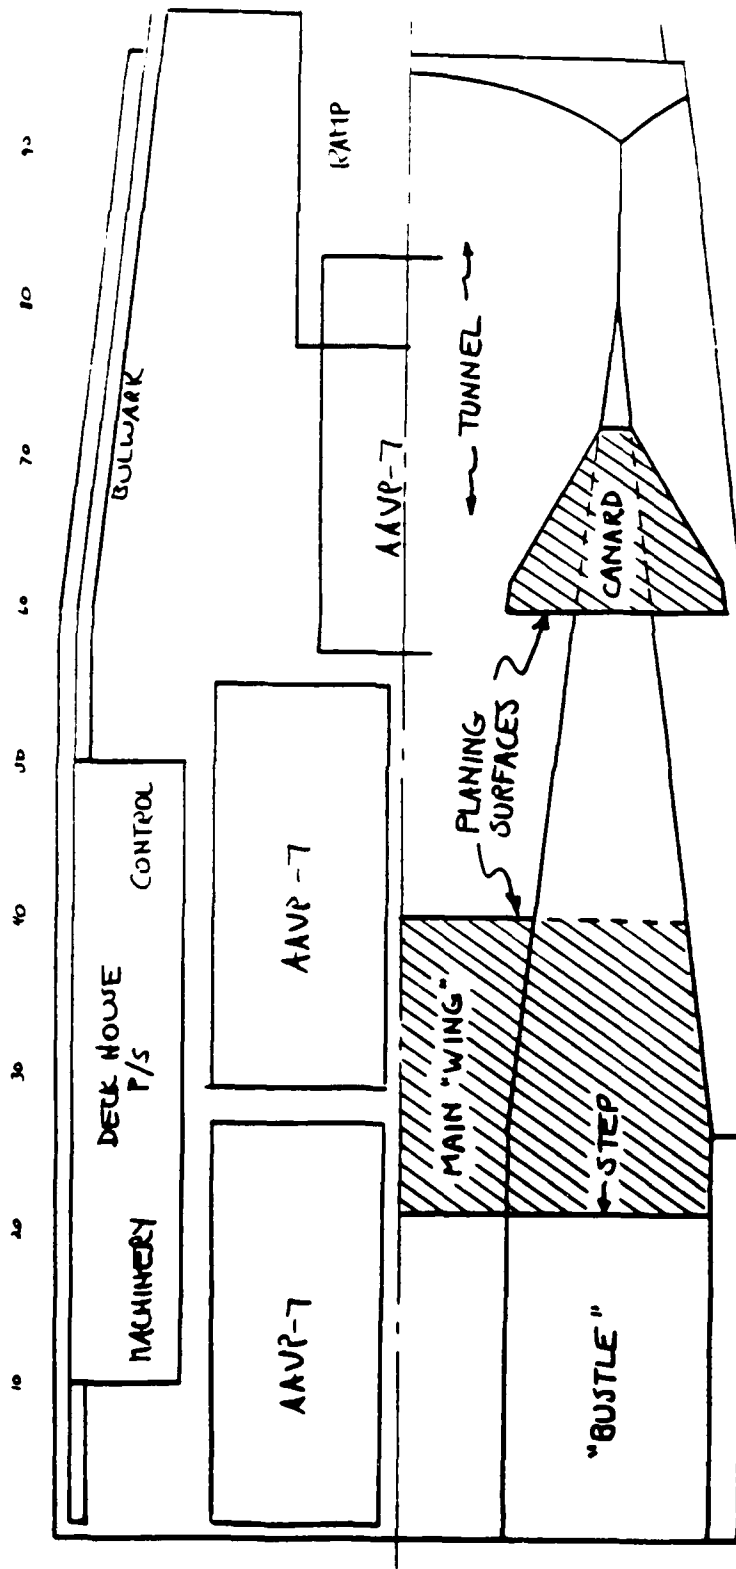 10 20 30 40 50 60 70 80 90
BULWARK
RAMP
DECK HOUSE
P/S
MACHINERY CONTROL
AAVP-7
AAVP-7
AAVP-7
TUNNEL
PLANING
SURFACES
CANARD
MAIN "WING"
STEP
"BUSTLE"